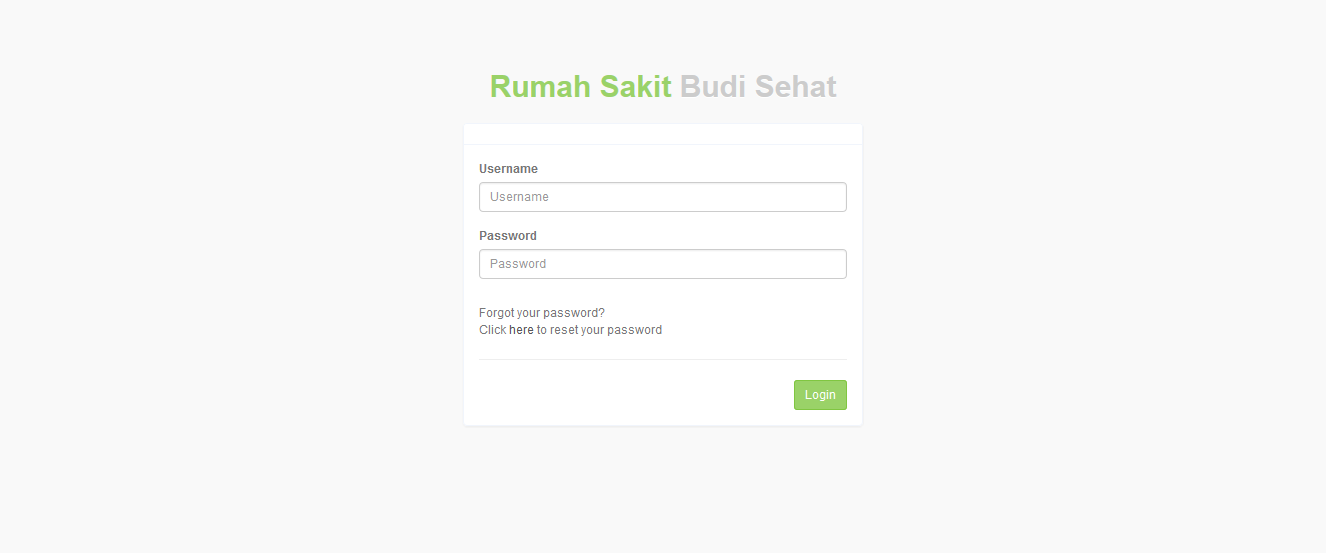 Rumah Sakit Budi Sehat
Username
Username
Password
Password
Forgot your password?
Click here to reset your password
Login